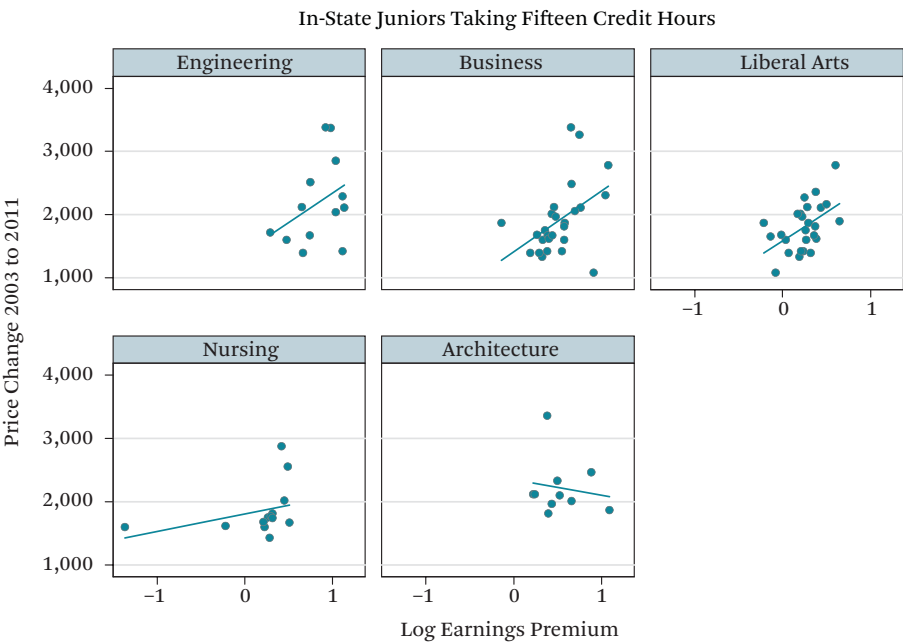 In-State Juniors Taking Fifteen Credit Hours
Engineering
Business
Liberal Arts
4,000
3,000
2,000
1,000
−1 0 1
Nursing
Architecture
4,000
3,000
2,000
1,000
−1 0 1
−1 0 1
Price Change 2003 to 2011
Log Earnings Premium